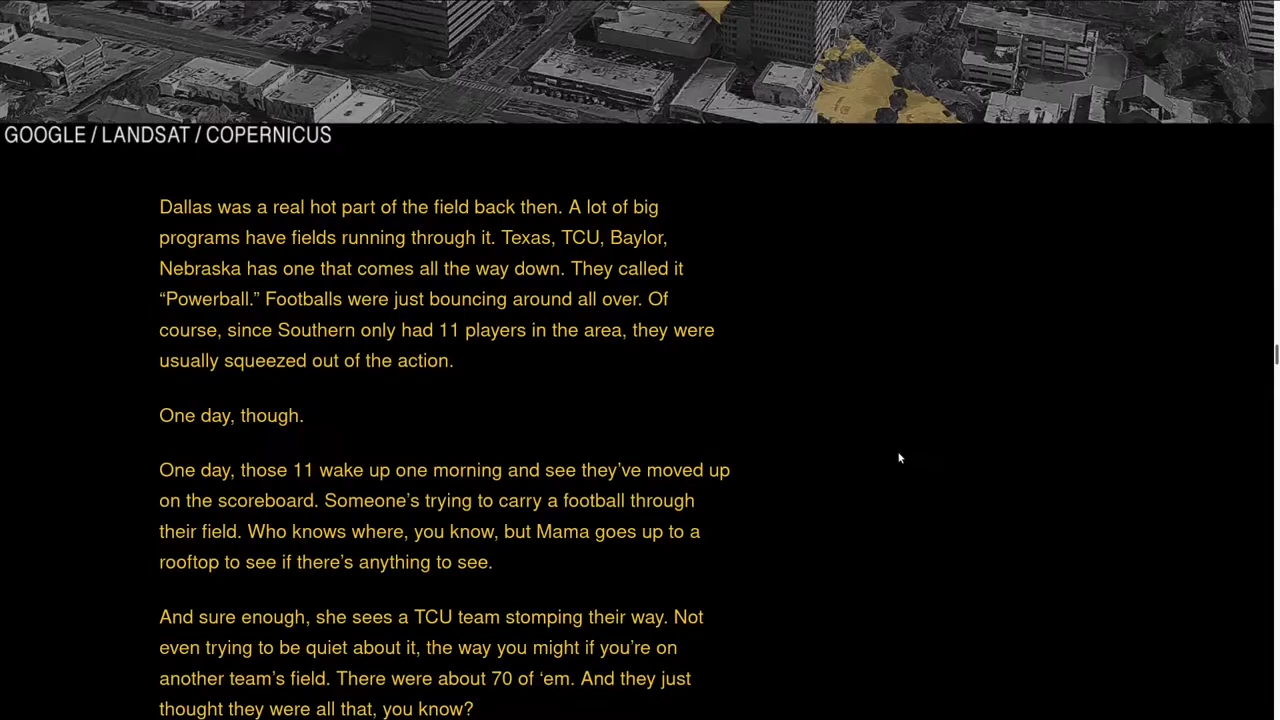 GOOGLE / LANDSAT / COPERNICUS
Dallas was a real hot part of the field back then. A lot of big
programs have fields running through it. Texas, TCU, Baylor,
Nebraska has one that comes all the way down. They called it
“Powerball.” Footballs were just bouncing around all over. Of
course, since Southern only had 11 players in the area, they were
usually squeezed out of the action.
One day, though.
One day, those 11 wake up one morning and see they’ve moved up
on the scoreboard. Someone’s trying to carry a football through
their field. Who knows where, you know, but Mama goes up to a
rooftop to see if there’s anything to see.
And sure enough, she sees a TCU team stomping their way. Not
even trying to be quiet about it, the way you might if you’re on
another team’s field. There were about 70 of ‘em. And they just
thought they were all that, you know?